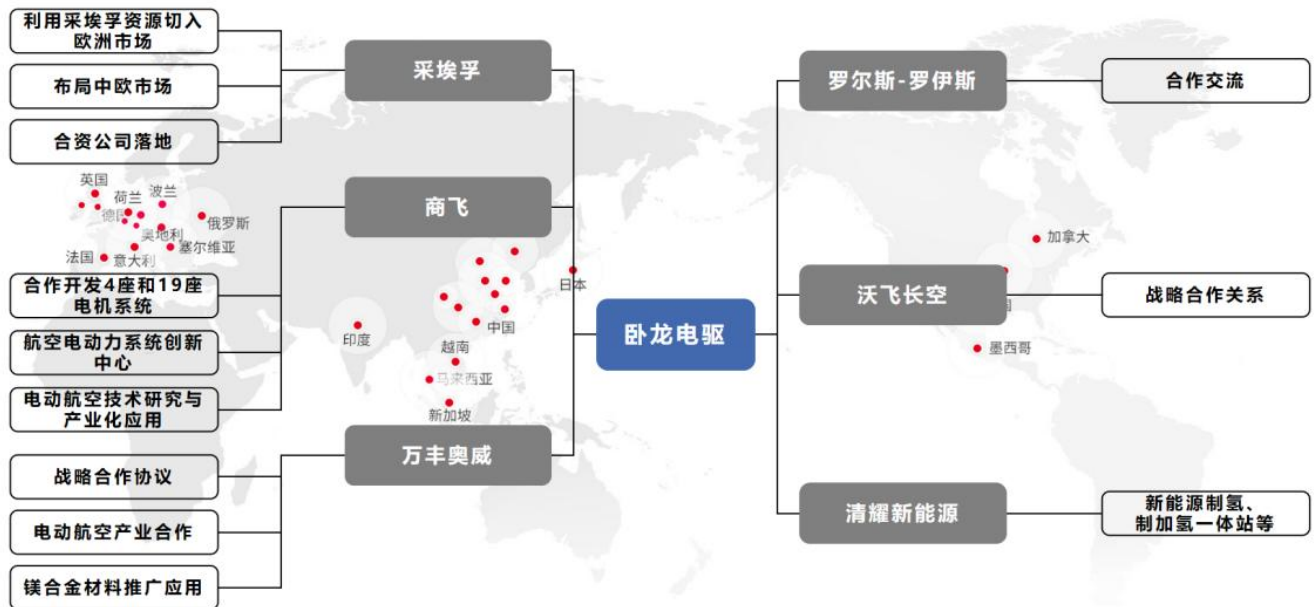 利用采埃孚资源切入
欧洲市场
布局中欧市场
合资公司落地
采埃孚
罗尔斯-罗伊斯
合作交流
英国
荷兰
波兰
俄罗斯
奥地利
塞尔维亚
法国
意大利
商飞
合作开发4座和19座
电机系统
航空电动力系统创新
中心
电动航空技术研究与
产业化应用
印度
日本
中国
越南
马来西亚
新加坡
卧龙电驱
加拿大
沃飞长空
战略合作关系
墨西哥
万丰奥威
战略合作协议
电动航空产业合作
镁合金材料推广应用
清耀新能源
新能源制氢、
制加氢一体站等